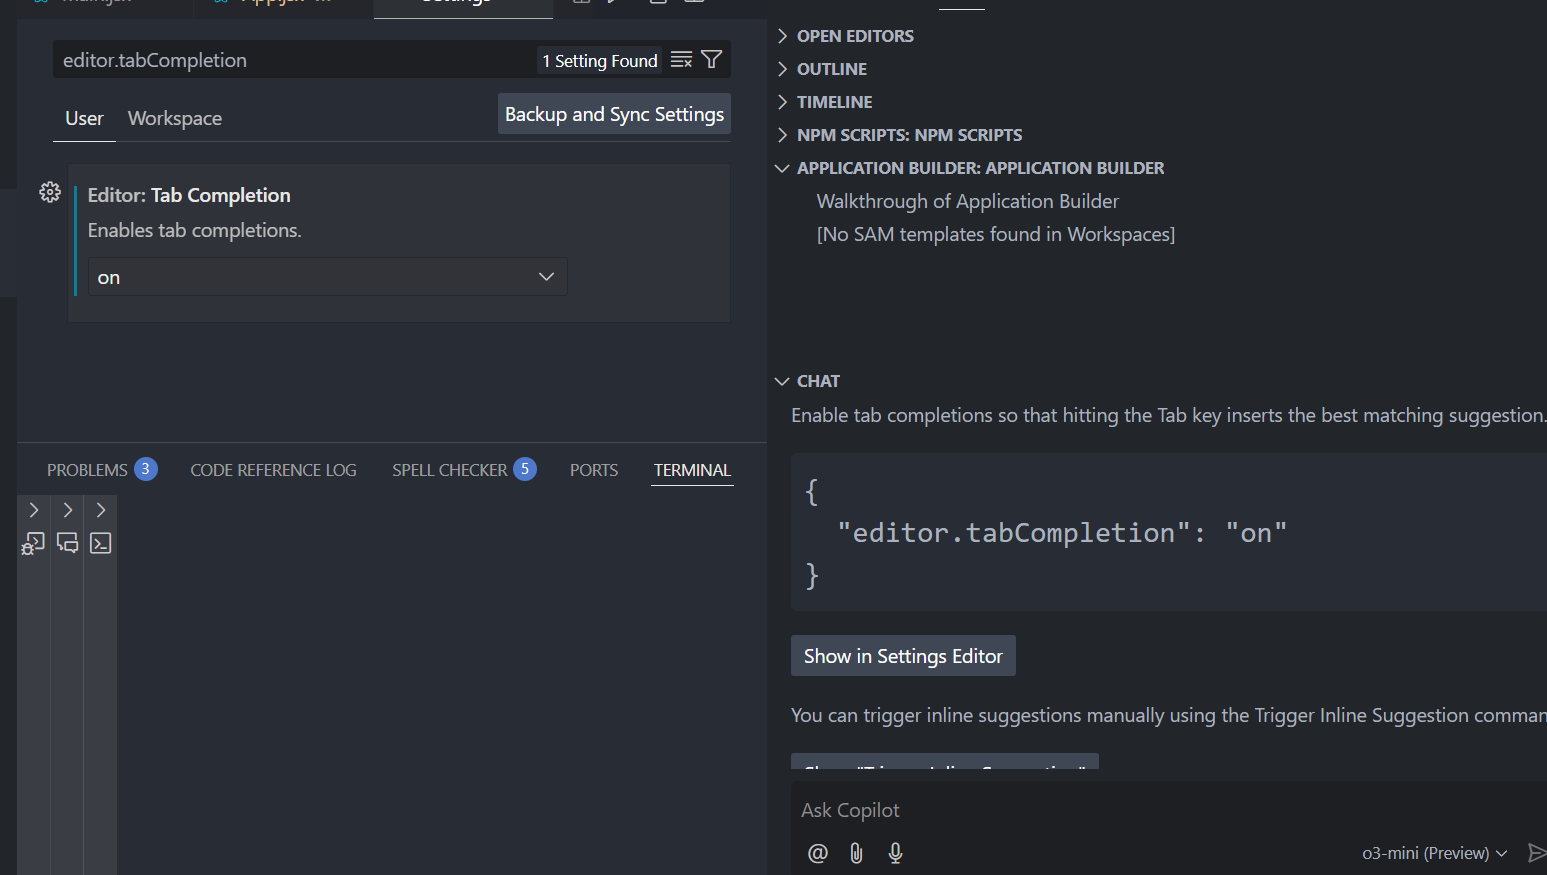 editor.tabCompletion
1 Setting Found
User
Workspace
Backup and Sync Settings
Editor: Tab Completion
Enables tab completions.
on
PROBLEMS 3
CODE REFERENCE LOG
SPELL CHECKER 5
PORTS
TERMINAL
OPEN EDITORS
OUTLINE
TIMELINE
NPM SCRIPTS: NPM SCRIPTS
APPLICATION BUILDER: APPLICATION BUILDER
Walkthrough of Application Builder
[No SAM templates found in Workspaces]
CHAT
Enable tab completions so that hitting the Tab key inserts the best matching suggestion.
{
"editor.tabCompletion": "on"
}
Show in Settings Editor
You can trigger inline suggestions manually using the Trigger Inline Suggestion
Ask Copilot
@
o3-mini (Preview)